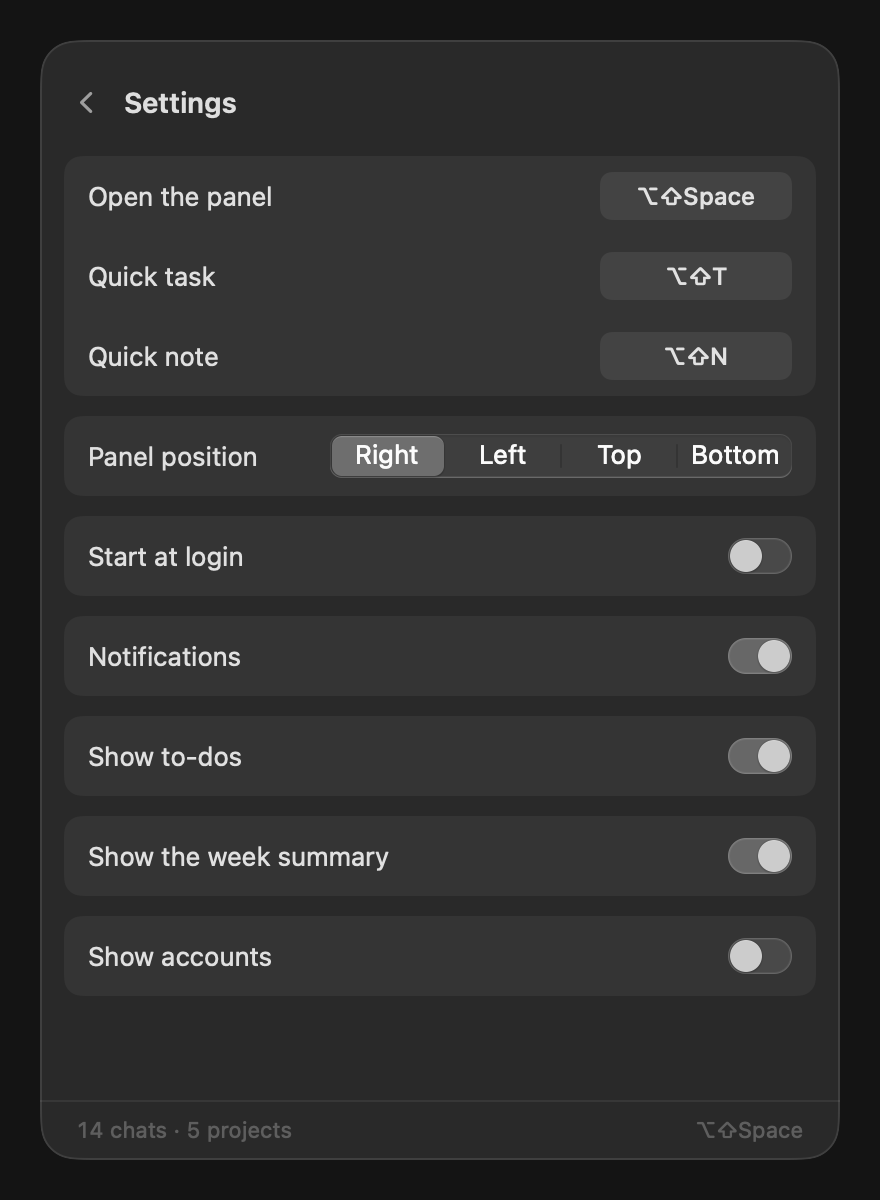 Settings
Open the panel ⌥⇧Space
Quick task ⌥⇧T
Quick note ⌥⇧N
Panel position Right Left Top Bottom
Start at login
Notifications
Show to-dos
Show the week summary
Show accounts
14 chats · 5 projects ⌥⇧Space